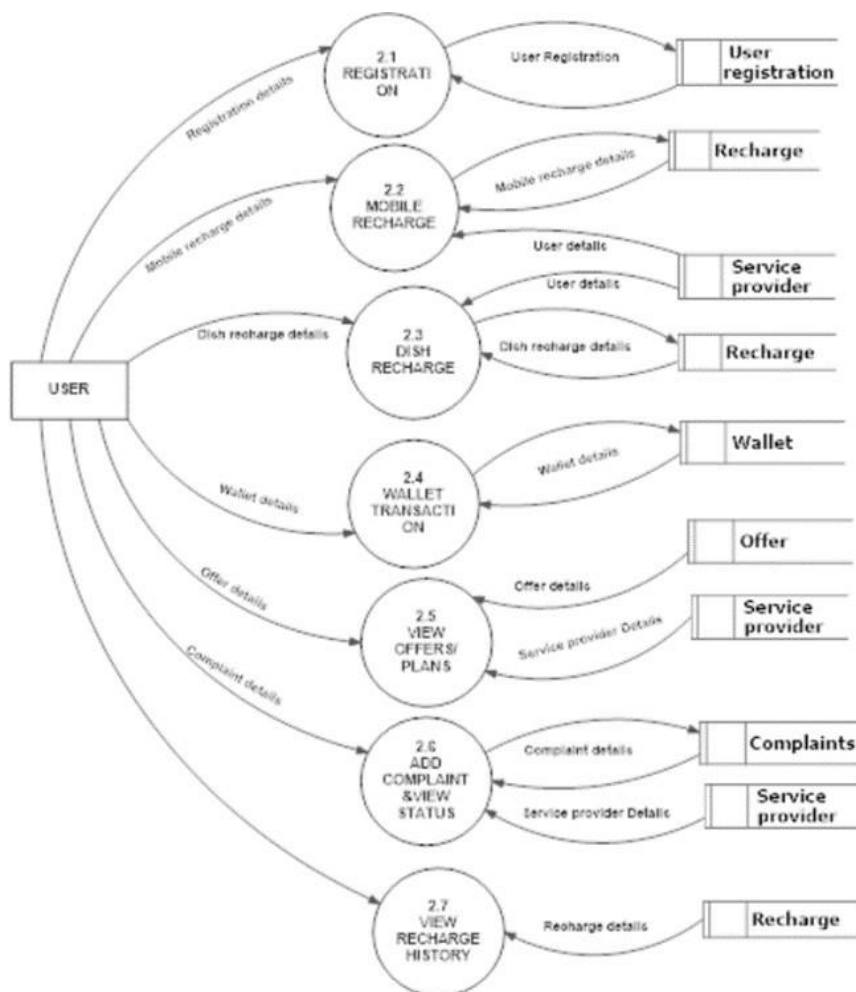 2.1
REGISTRATI
ON
User Registration
User
registration
Registration details
2.2
MOBILE
RECHARGE
Mobile recharge details
Recharge
Mobile recharge details
User details
Service
provider
User details
2.3
DISH
RECHARGE
Dish recharge details
Dish recharge details
Recharge
USER
2.4
WALLET
TRANSACTI
ON
Wallet details
Wallet
Wallet details
Offer
Offer details
Offer details
2.5
VIEW
OFFERS/
PLANS
Service provider Details
Service
provider
Complaint details
2.6
ADD
COMPLAINT
&VIEW
STATUS
Complaint details
Complaints
Service provider Details
Service
provider
2.7
VIEW
RECHARGE
HISTORY
Recharge details
Recharge